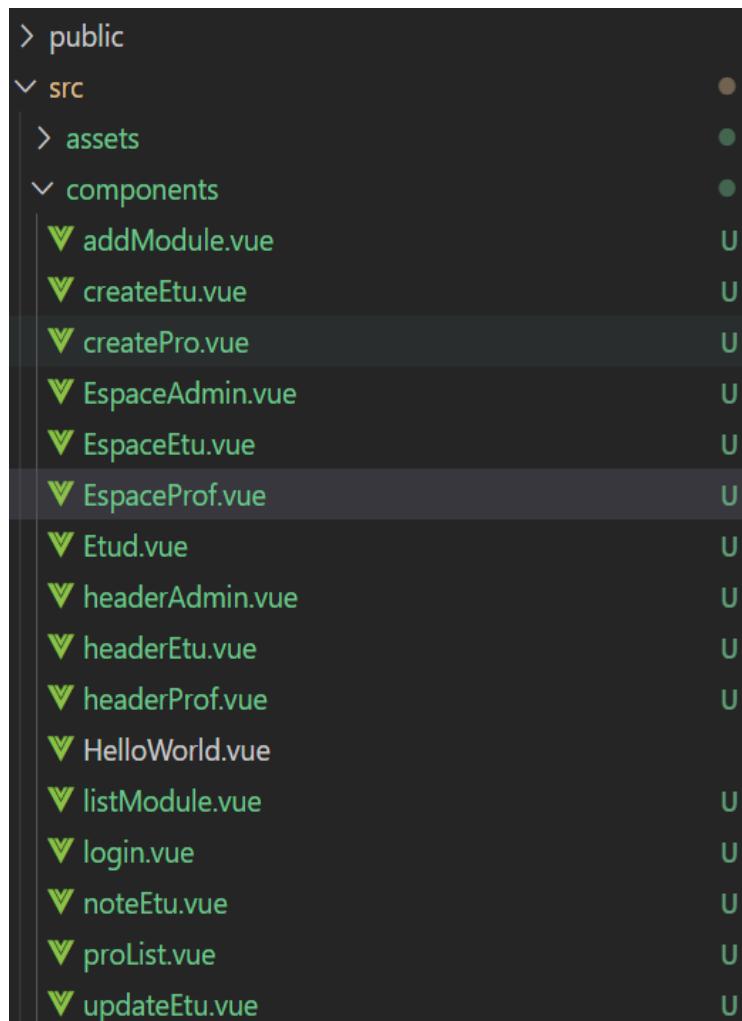 public
src
assets
components
addModule.vue U
createEtu.vue U
createPro.vue U
EspaceAdmin.vue U
EspaceEtu.vue U
EspaceProf.vue U
Etud.vue U
headerAdmin.vue U
headerEtu.vue U
headerProf.vue U
HelloWorld.vue
listModule.vue U
login.vue U
noteEtu.vue U
proList.vue U
updateEtu.vue U